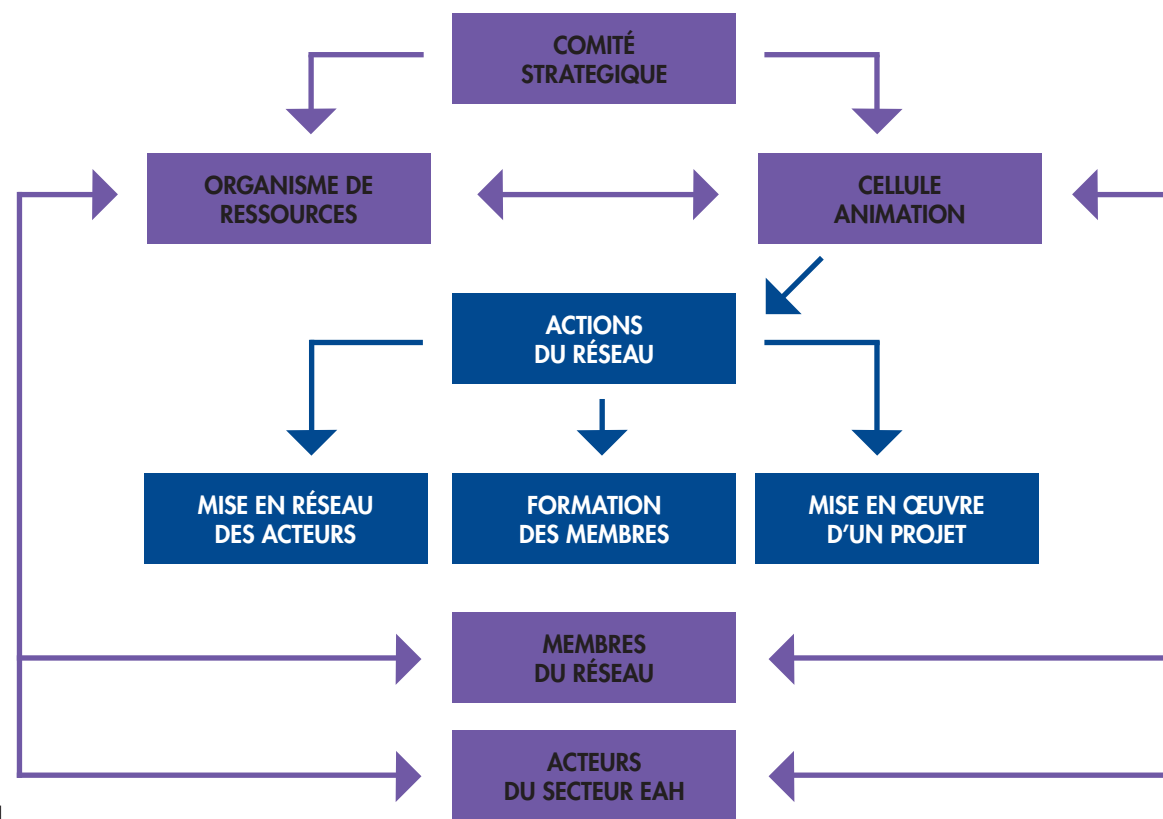 COMITÉ
STRATEGIQUE
ORGANISME DE
RESSOURCES
CELLULE
ANIMATION
ACTIONS
DU RÉSEAU
MISE EN RÉSEAU
DES ACTEURS
FORMATION
DES MEMBRES
MISE EN ŒUVRE
D’UN PROJET
MEMBRES
DU RÉSEAU
ACTEURS
DU SECTEUR EAH